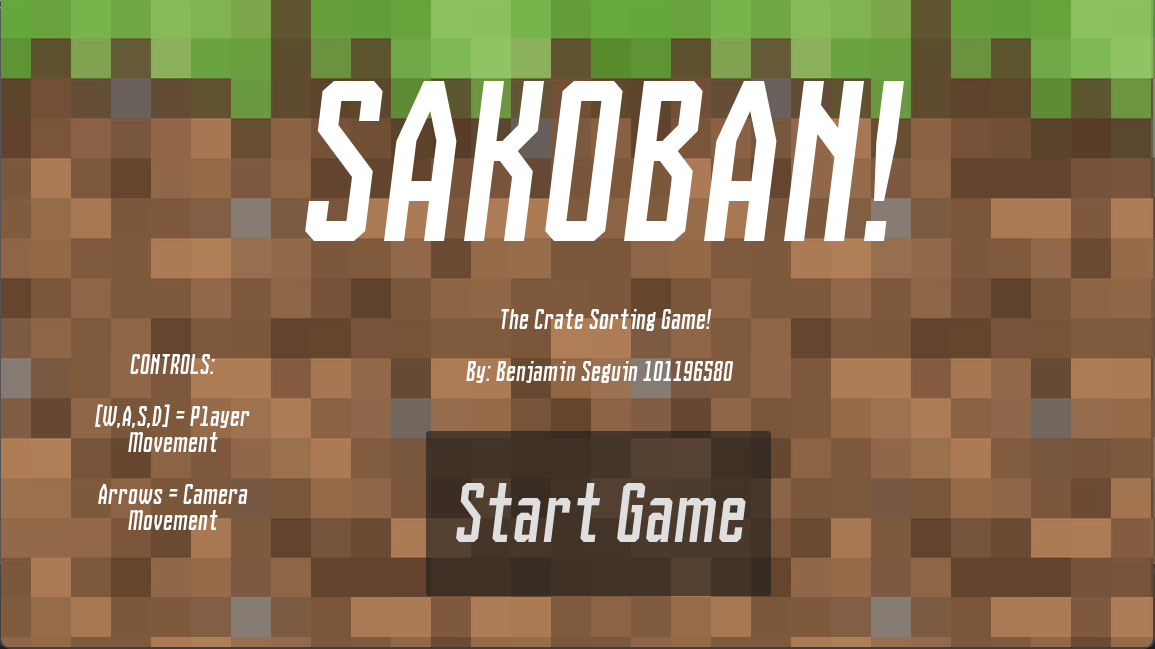 SAKOBAN!
The Crate Sorting Game!
By: Benjamin Seguin 101196580
CONTROLS:
[W,A,S,D] = Player
Movement
Arrows = Camera
Movement
Start Game